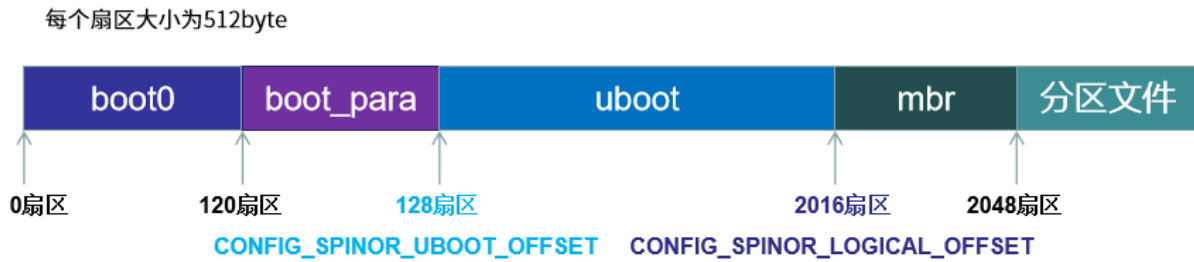 每个扇区大小为512byte
boot0 boot_para uboot mbr 分区文件
0扇区 120扇区 128扇区 2016扇区 2048扇区
CONFIG_SPINOR_UBOOT_OFFSET CONFIG_SPINOR_LOGICAL_OFFSET